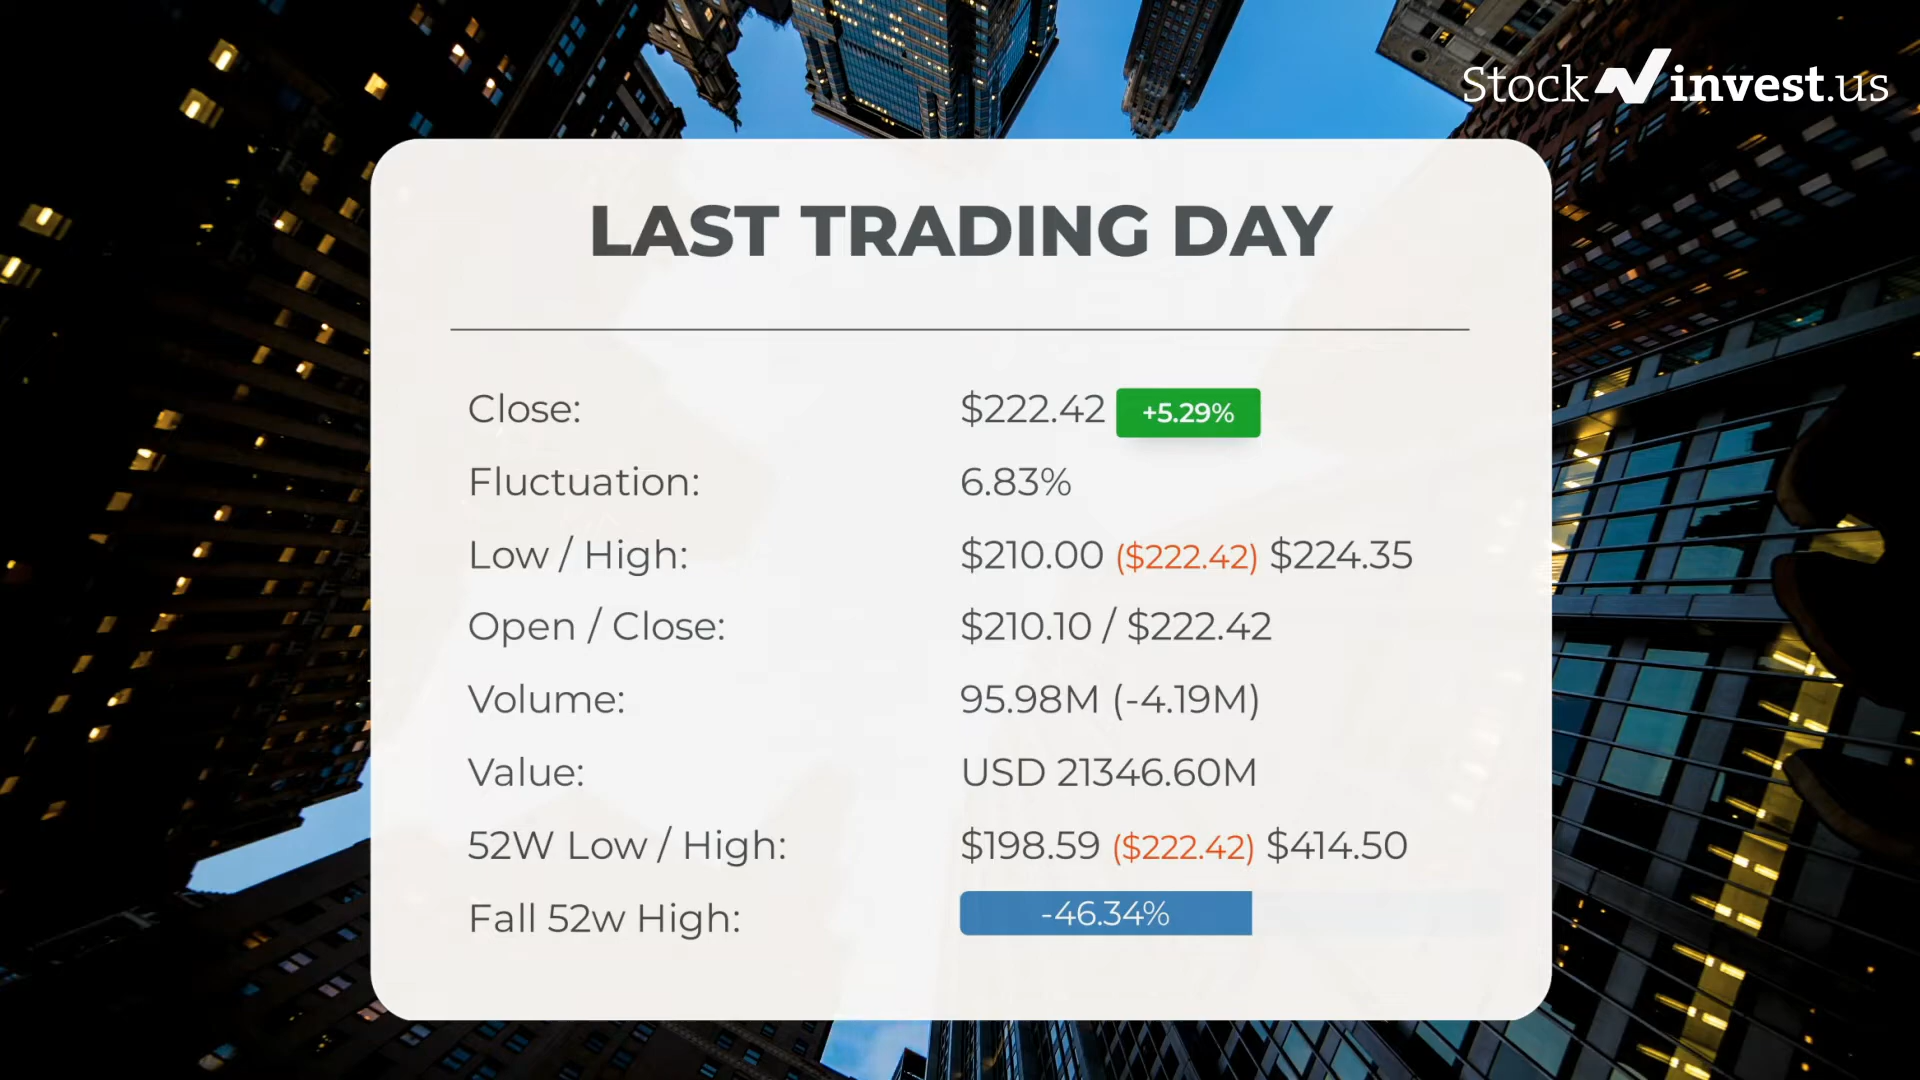 Stock invest.us
LAST TRADING DAY
Close: $222.42 +5.29%
Fluctuation: 6.83%
Low / High: $210.00 ($222.42) $224.35
Open / Close: $210.10 / $222.42
Volume: 95.98M (-4.19M)
Value: USD 21346.60M
52W Low / High: $198.59 ($222.42) $414.50
Fall 52w High: -46.34%